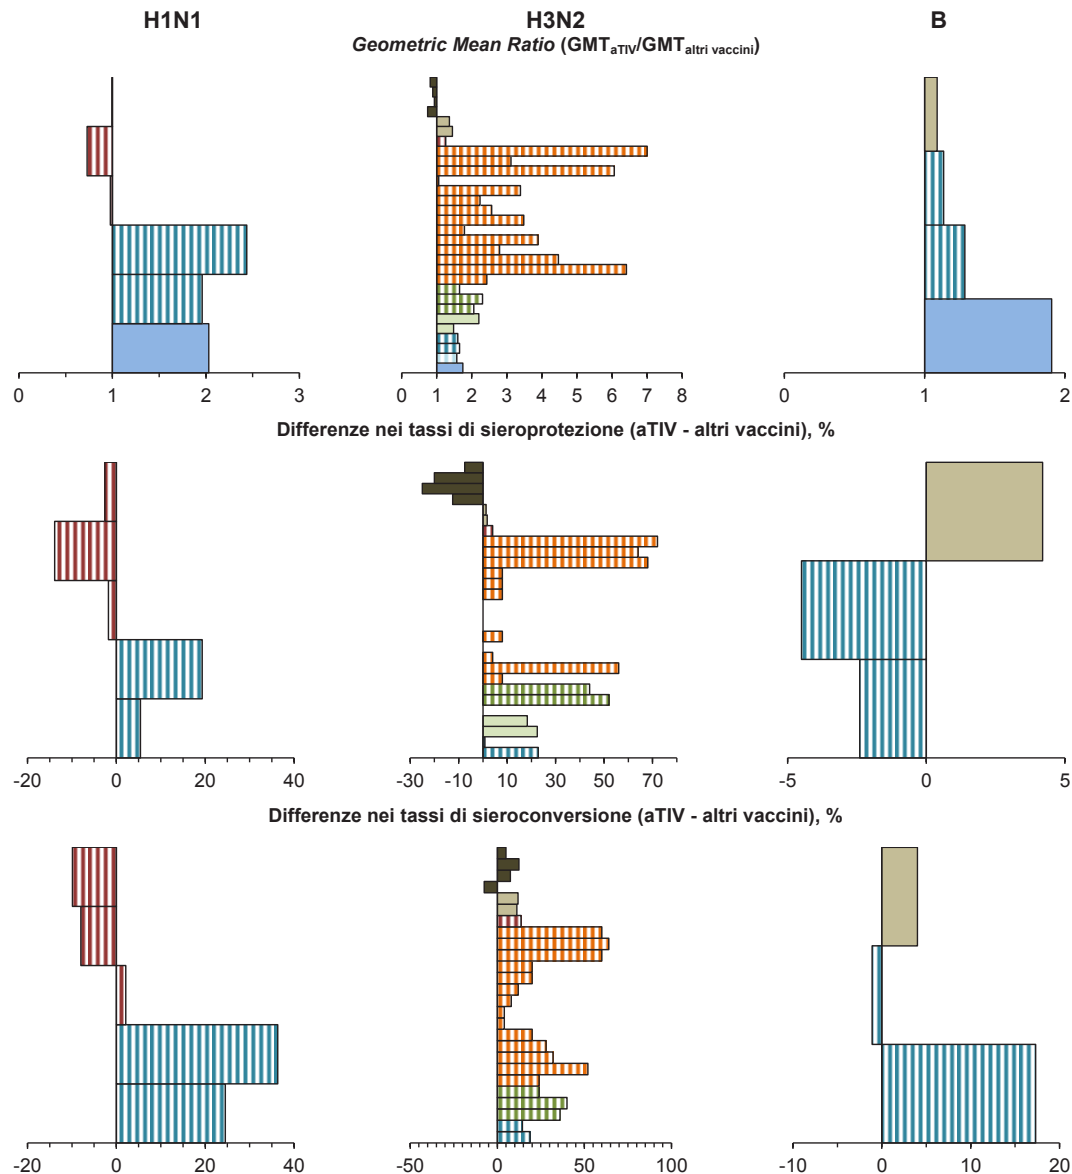 H1N1 H3N2 B
Geometric Mean Ratio (GMTaTIV/GMTaltri vaccini)
0 1 2 3 0 1 2 3 4 5 6 7 8 0 1 2
Differenze nei tassi di sieroprotezione (aTIV - altri vaccini), %
-20 0 20 40 -30 -10 10 30 50 70 -5 0 5
Differenze nei tassi di sieroconversione (aTIV - altri vaccini), %
-20 0 20 40 -50 0 50 100 -10 0 10 20